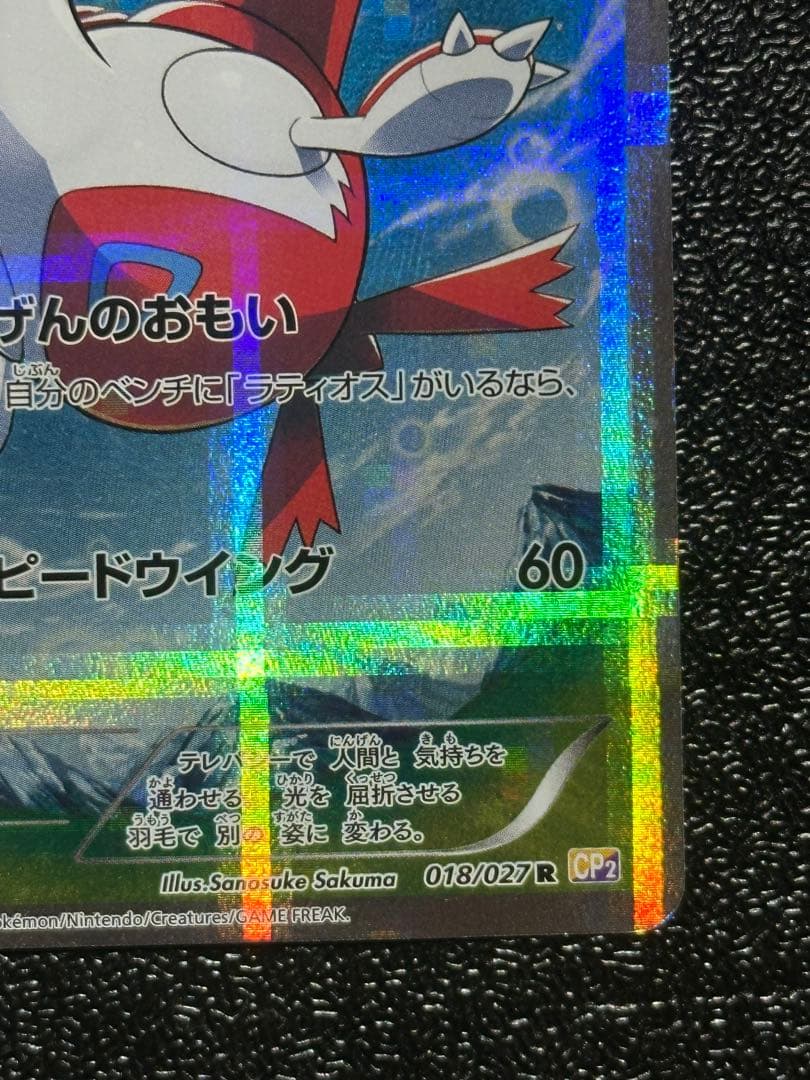 げんのおもい
自分のベンチに「ラティオス」がいるなら、
ピードウイング 60
テレパシーで 人間と 気持ちを
通わせる。 光を 屈折させる
羽毛で 別の 姿に 変わる。
Illus.Sanosuke Sakuma 018/027 R CP2
okémon/Nintendo/Creatures/GAME FREAK.